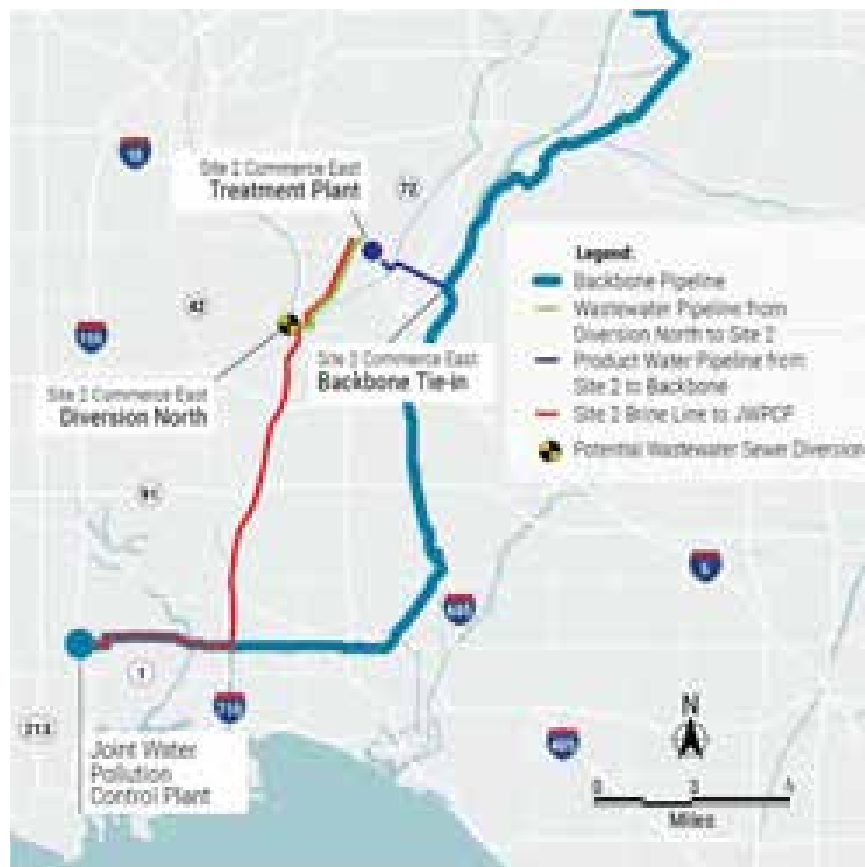 Site 2 Commerce East
Treatment Plant
72
42
Site 2 Commerce East
Diversion North
Site 2 Commerce East
Backbone Tie-in
Legend:
Backbone Pipeline
Wastewater Pipeline from
Diversion North to Site 2
Product Water Pipeline from
Site 2 to Backbone
Site 2 Brine Line to JWPCP
Potential Wastewater Sewer Diversion
91
5
605
1
710
213
405
Joint Water
Pollution
Control Plant
N
0
4
Miles